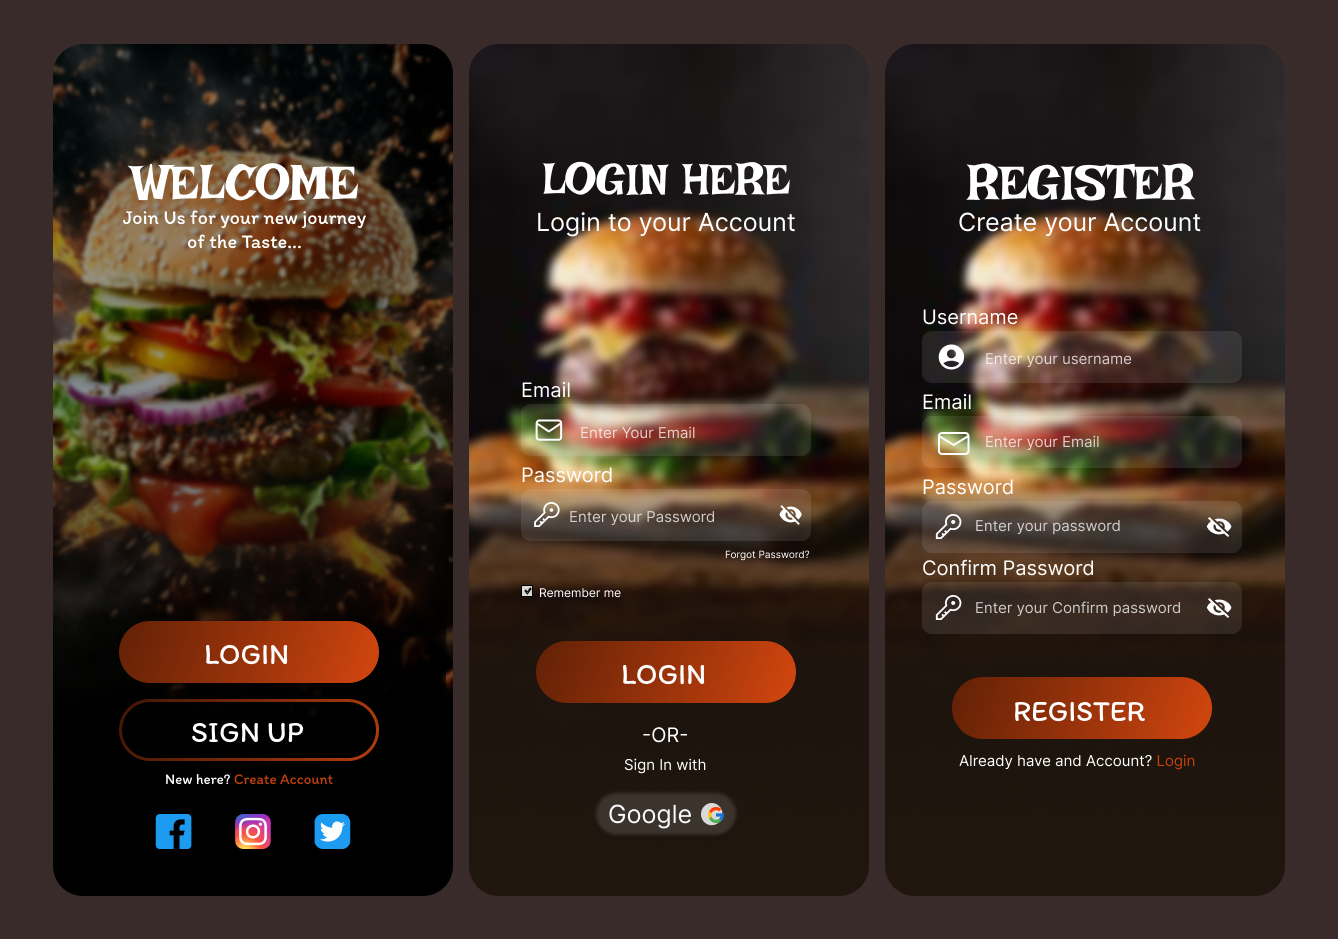 WELCOME
Join Us for your new journey
of the Taste...
LOGIN
SIGN UP
New here? Create Account
LOGIN HERE
Login to your Account
Email
Enter Your Email
Password
Enter your Password
Forgot Password?
Remember me
LOGIN
-OR-
Sign In with
Google
REGISTER
Create your Account
Username
Enter your username
Email
Enter your Email
Password
Enter your password
Confirm Password
Enter your Confirm password
REGISTER
Already have and Account? Login